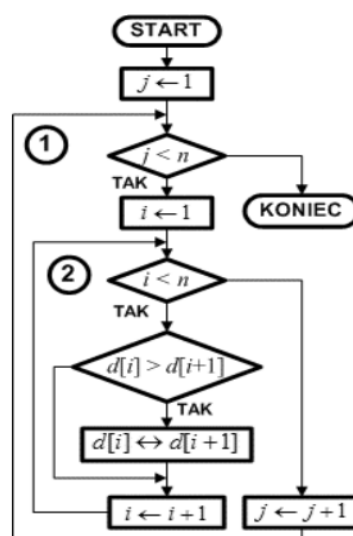 START
j ← 1
1
j < n
TAK
i ← 1
KONIEC
2
i < n
TAK
d[i] > d[i+1]
TAK
d[i] ↔ d[i + 1]
i ← i + 1
j ← j + 1